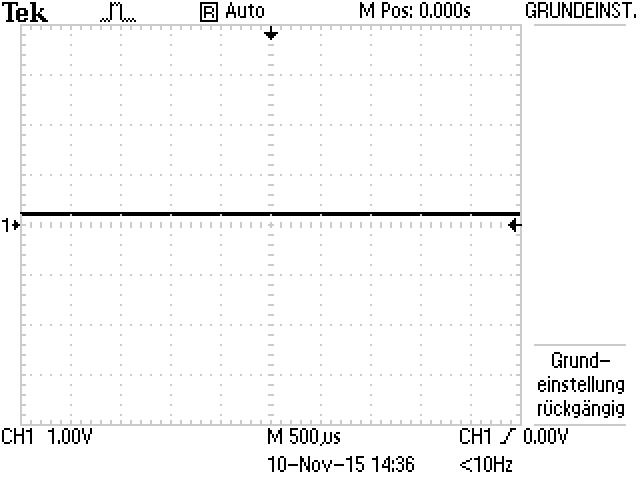 Tek R Auto M Pos: 0.000s GRUNDEINST.
1
Grund-
einstellung
rückgängig
CH1 1.00V M 500µs CH1 0.00V
10-Nov-15 14:36 <10Hz